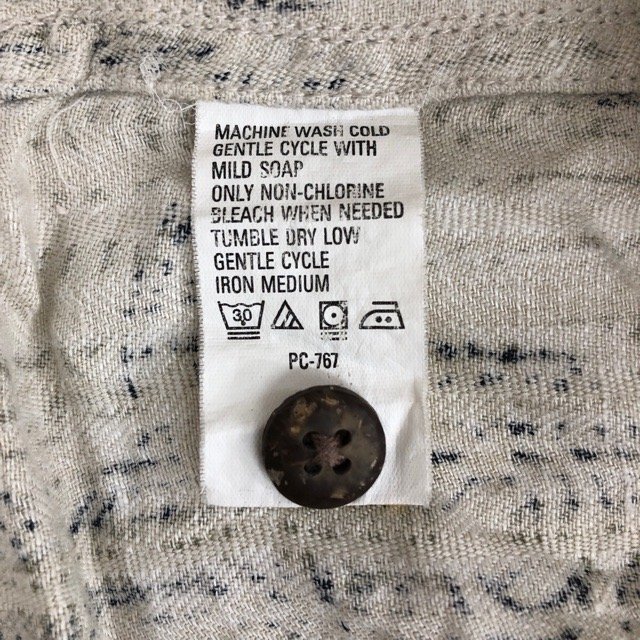 MACHINE WASH COLD
GENTLE CYCLE WITH
MILD SOAP
ONLY NON-CHLORINE
BLEACH WHEN NEEDED
TUMBLE DRY LOW
GENTLE CYCLE
IRON MEDIUM
30
PC-767